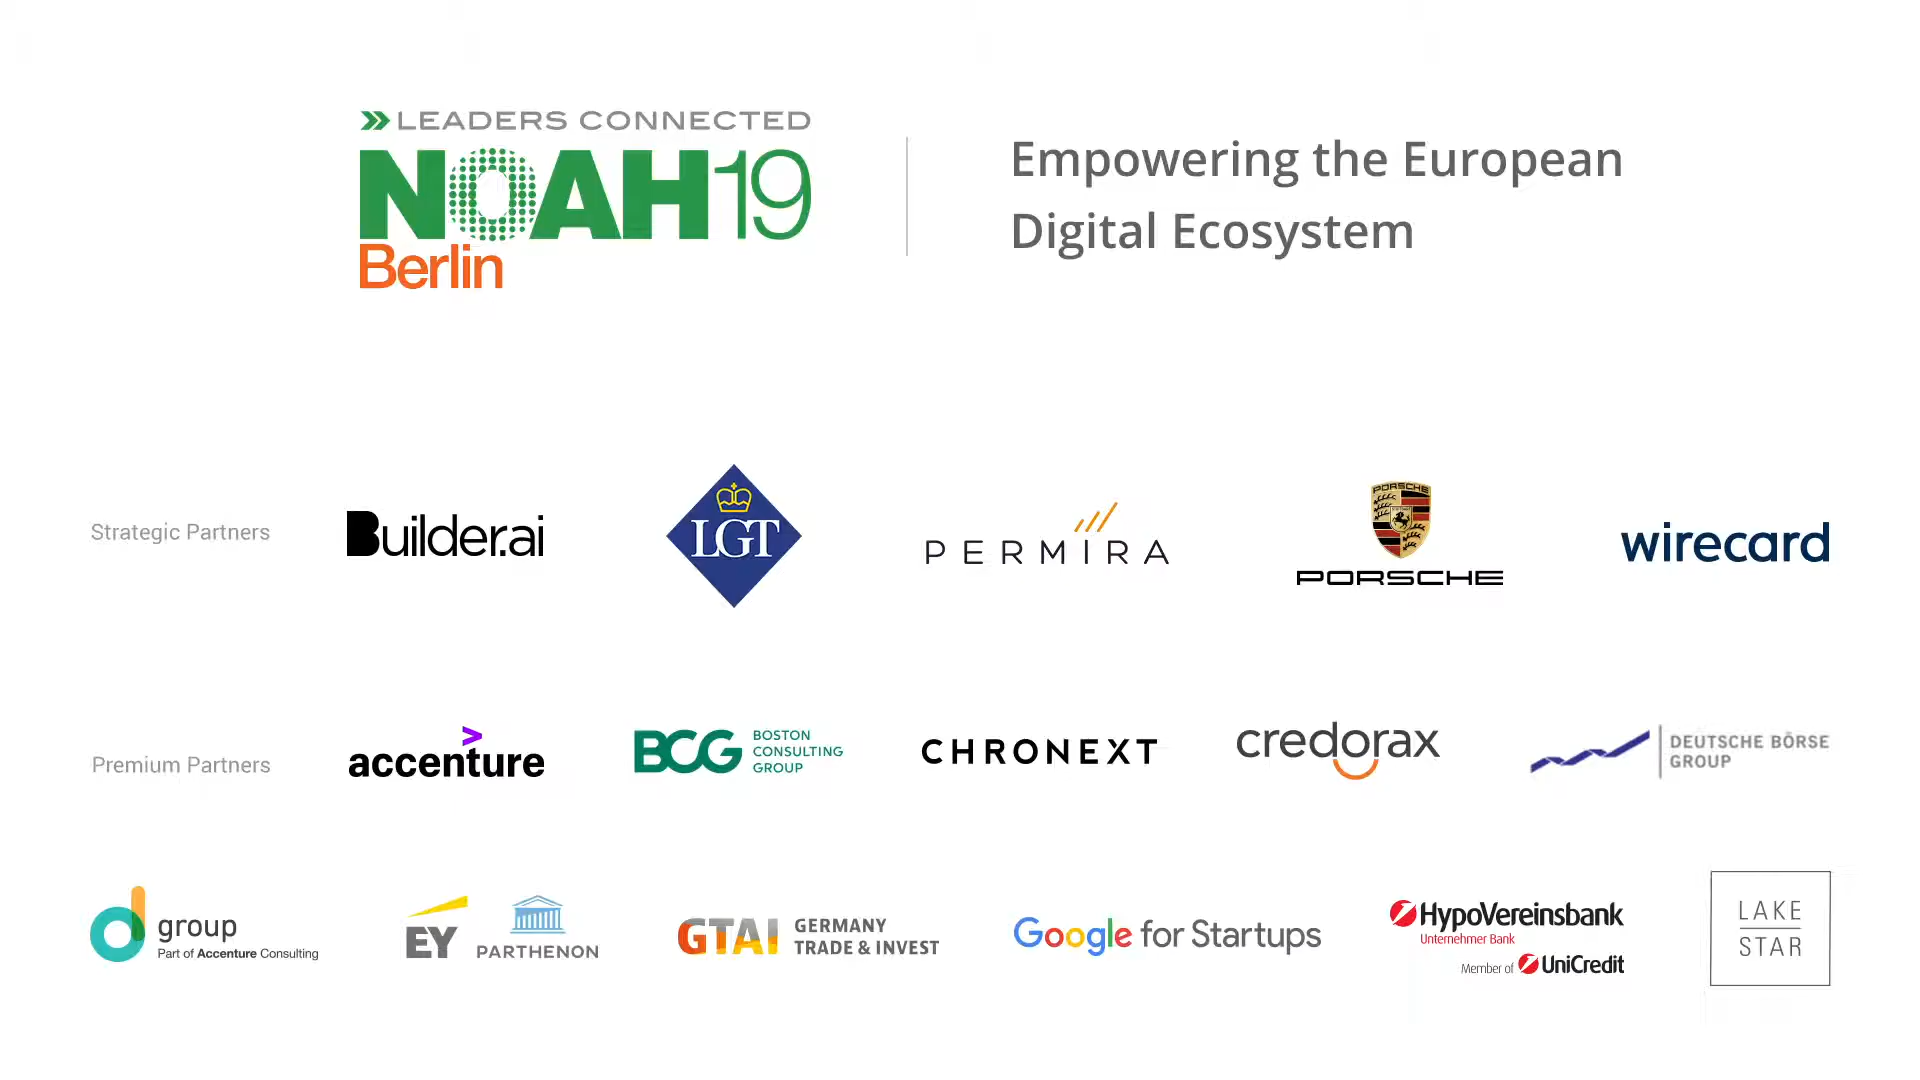 LEADERS CONNECTED
NOAH19
Berlin
Empowering the European
Digital Ecosystem
Strategic Partners
Builder.ai
LGT
PERMIRA
PORSCHE
PORSCHE
wirecard
Premium Partners
accenture
BCG
BOSTON
CONSULTING
GROUP
CHRONEXT
credorax
DEUTSCHE BÖRSE
GROUP
d group
Part of Accenture Consulting
EY
PARTHENON
GTAI
GERMANY
TRADE & INVEST
Google for Startups
HypoVereinsbank
Unternehmer Bank
Member of UniCredit
LAKE
STAR